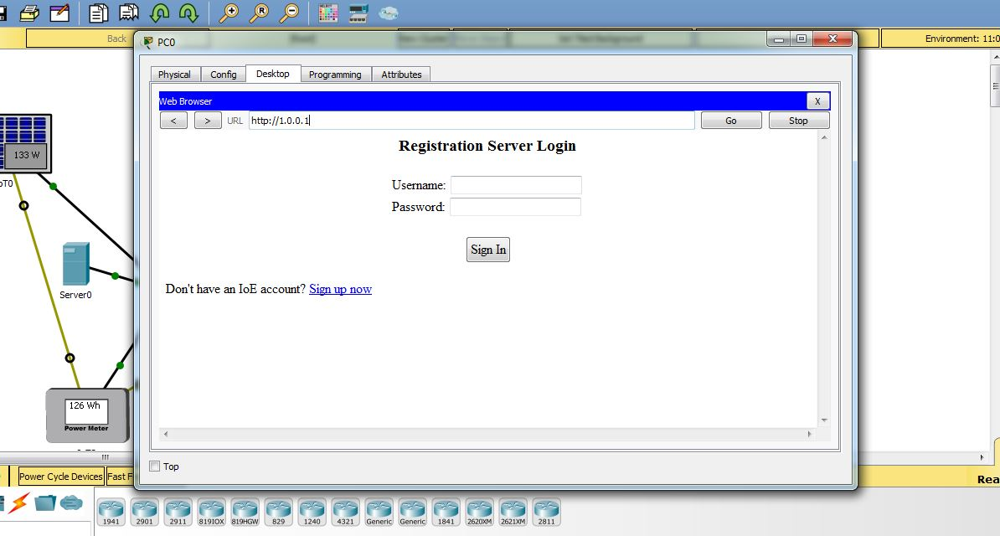 Back
Environment: 11:0
PC0
Physical Config Desktop Programming Attributes
Web Browser X
< > URL http://1.0.0.1 Go Stop
Registration Server Login
Username:
Password:
Sign In
Don't have an IoE account? Sign up now
Top
133 W
oT0
Server0
126 Wh
Power Meter
Power Cycle Devices Fast F
Rea
1941 2901 2911 819IOX 819HGW 829 1240 4321 Generic Generic 1841 2620XM 2621XM 2811